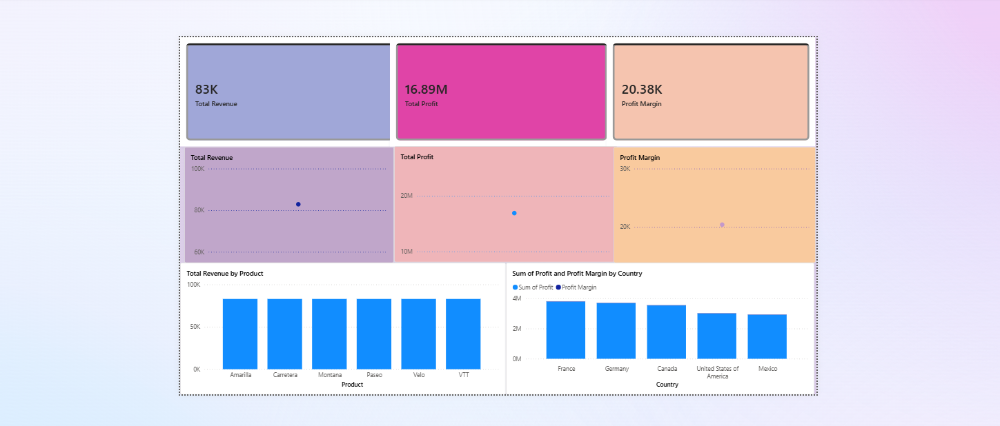 83K
Total Revenue
16.89M
Total Profit
20.38K
Profit Margin
Total Revenue
100K
80K
60K
Total Profit
20M
10M
Profit Margin
30K
20K
Total Revenue by Product
100K
50K
0K
Amarilla Carretera Montana Paseo Velo VTT
Product
Sum of Profit and Profit Margin by Country
Sum of Profit Profit Margin
4M
2M
0M
France Germany Canada United States of America Mexico
Country